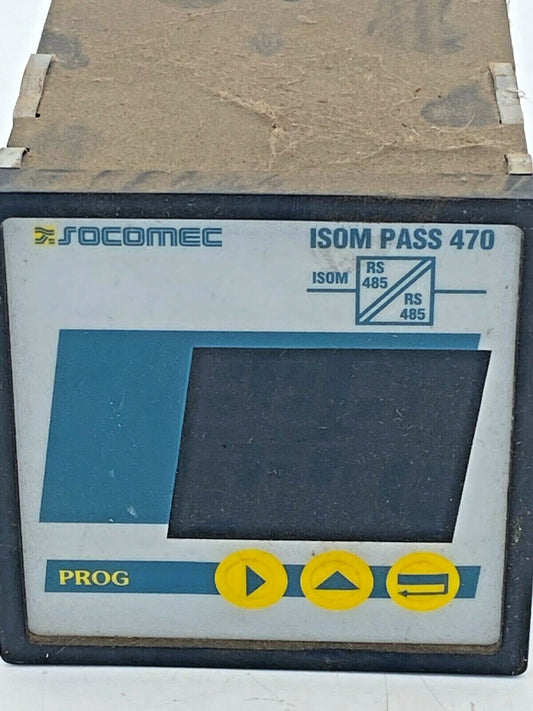 SOCOMEC
ISOM PASS 470
ISOM
RS
485
RS
485
PROG